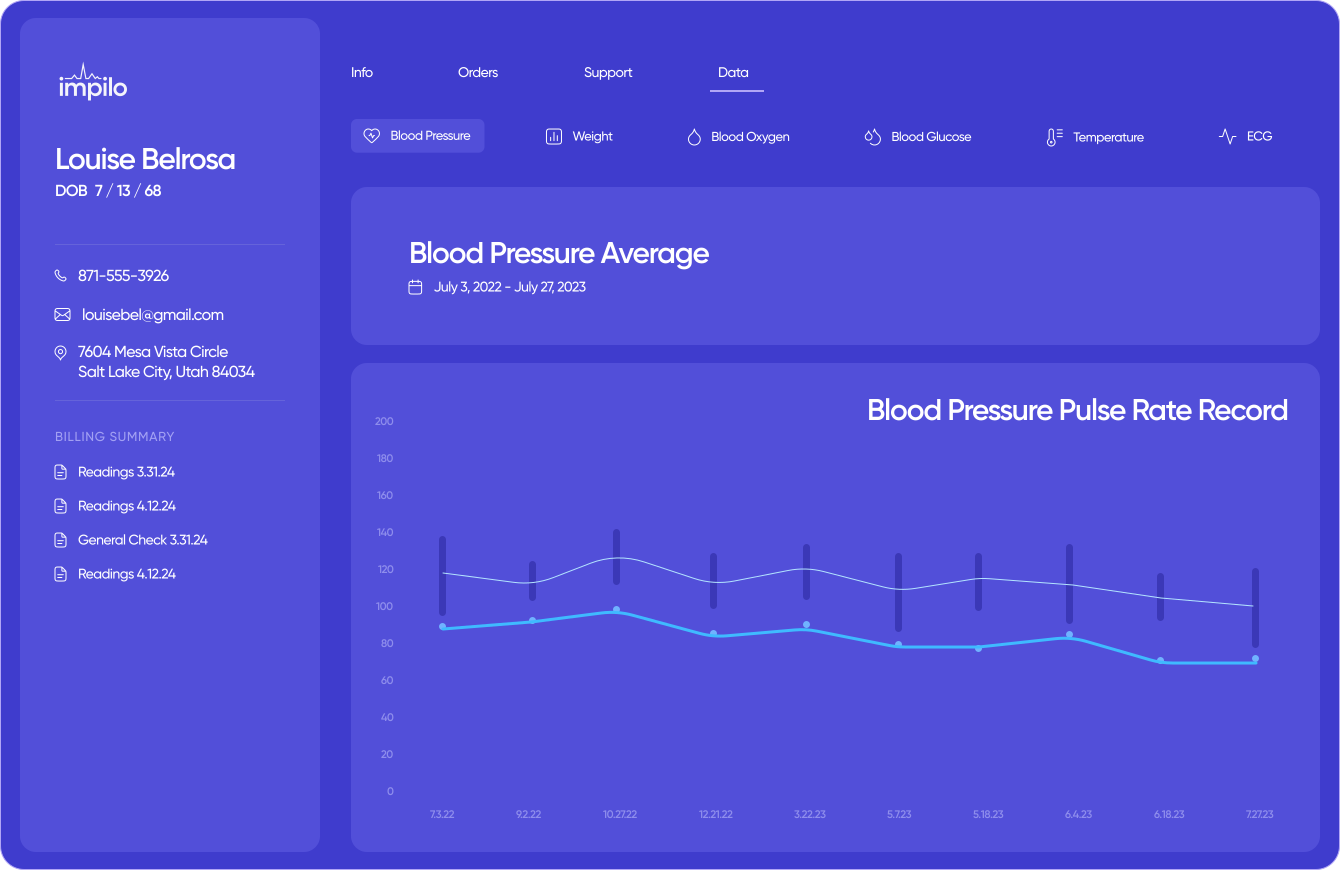 impilo
Louise Belrosa
DOB 7 / 13 / 68
871-555-3926
louisebel@gmail.com
7604 Mesa Vista Circle
Salt Lake City, Utah 84034
BILLING SUMMARY
Readings 3.31.24
Readings 4.12.24
General Check 3.31.24
Readings 4.12.24
Info Orders Support Data
Blood Pressure Weight Blood Oxygen Blood Glucose Temperature ECG
Blood Pressure Average
July 3, 2022 - July 27, 2023
Blood Pressure Pulse Rate Record
200
180
160
140
120
100
80
60
40
20
0
7.3.22 9.2.22 10.27.22 12.21.22 3.22.23 5.7.23 5.18.23 6.4.23 6.18.23 7.27.23